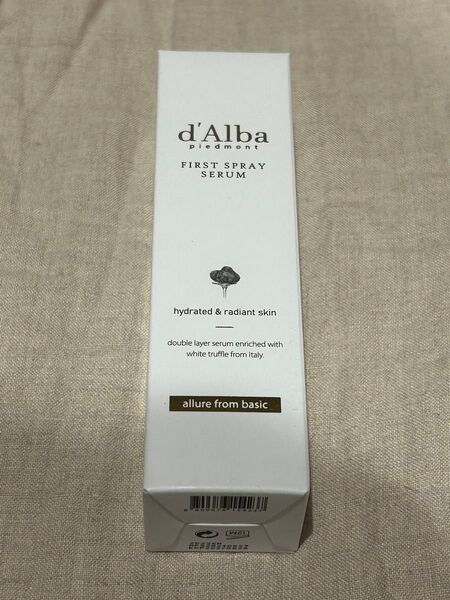 d'Alba
piedmont
FIRST SPRAY
SERUM
hydrated & radiant skin
double layer serum enriched with
white truffle from Italy.
allure from basic
12M